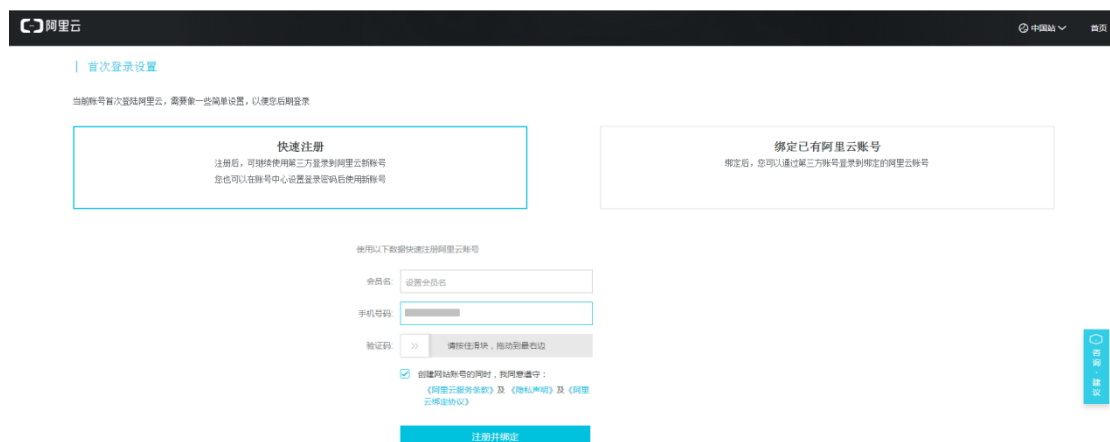 阿里云
中国站
首页
首次登录设置
当前账号首次登陆阿里云，需要做一些简单设置，以便您后期登录
快速注册
注册后，可继续使用第三方登录到阿里云新账号
您也可以在账号中心设置登录密码后使用新账号
绑定已有阿里云账号
绑定后，您可以通过第三方账号登录到绑定的阿里云账号
使用以下数据快速注册阿里云账号
会员名:
设置会员名
手机号码:
验证码:
请按住滑块，拖动到最右边
创建网站账号的同时，我同意遵守：
《阿里云服务条款》及《隐私声明》及《阿里
云绑定协议》
注册并绑定
咨询·建议